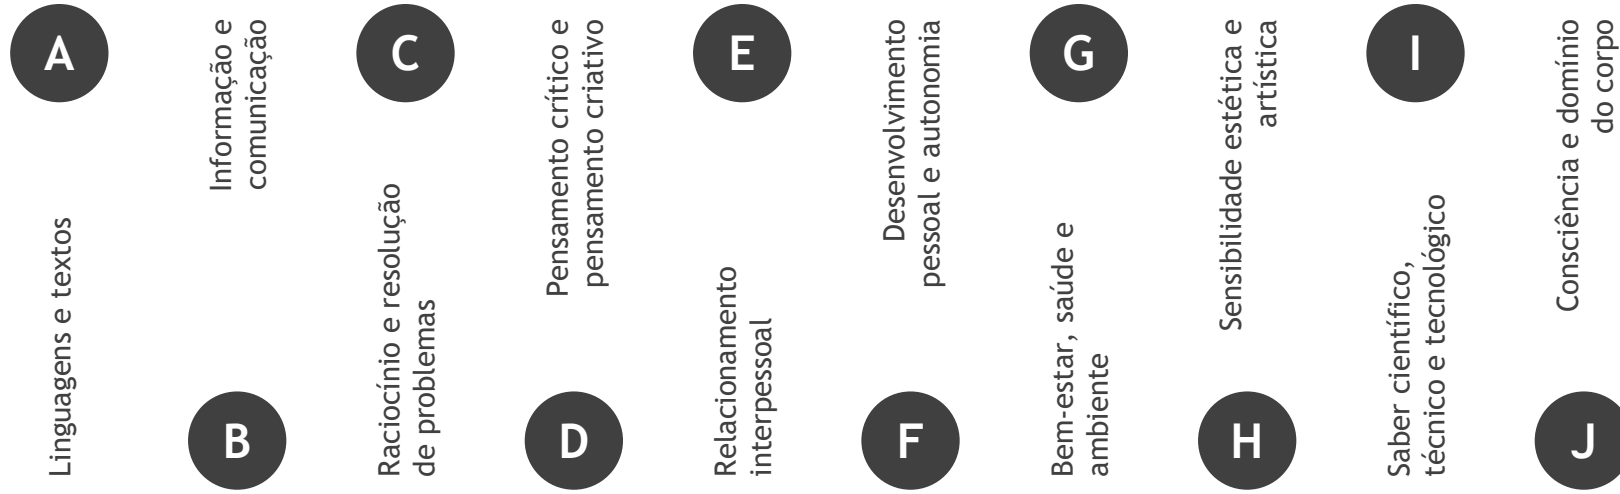 A
Linguagens e textos
Informação e
comunicação
B
C
Raciocínio e resolução
de problemas
Pensamento crítico e
pensamento criativo
D
E
Relacionamento
interpessoal
Desenvolvimento
pessoal e autonomia
F
G
Bem-estar, saúde e
ambiente
Sensibilidade estética e
artística
H
I
Saber científico,
técnico e tecnológico
Consciência e domínio
do corpo
J